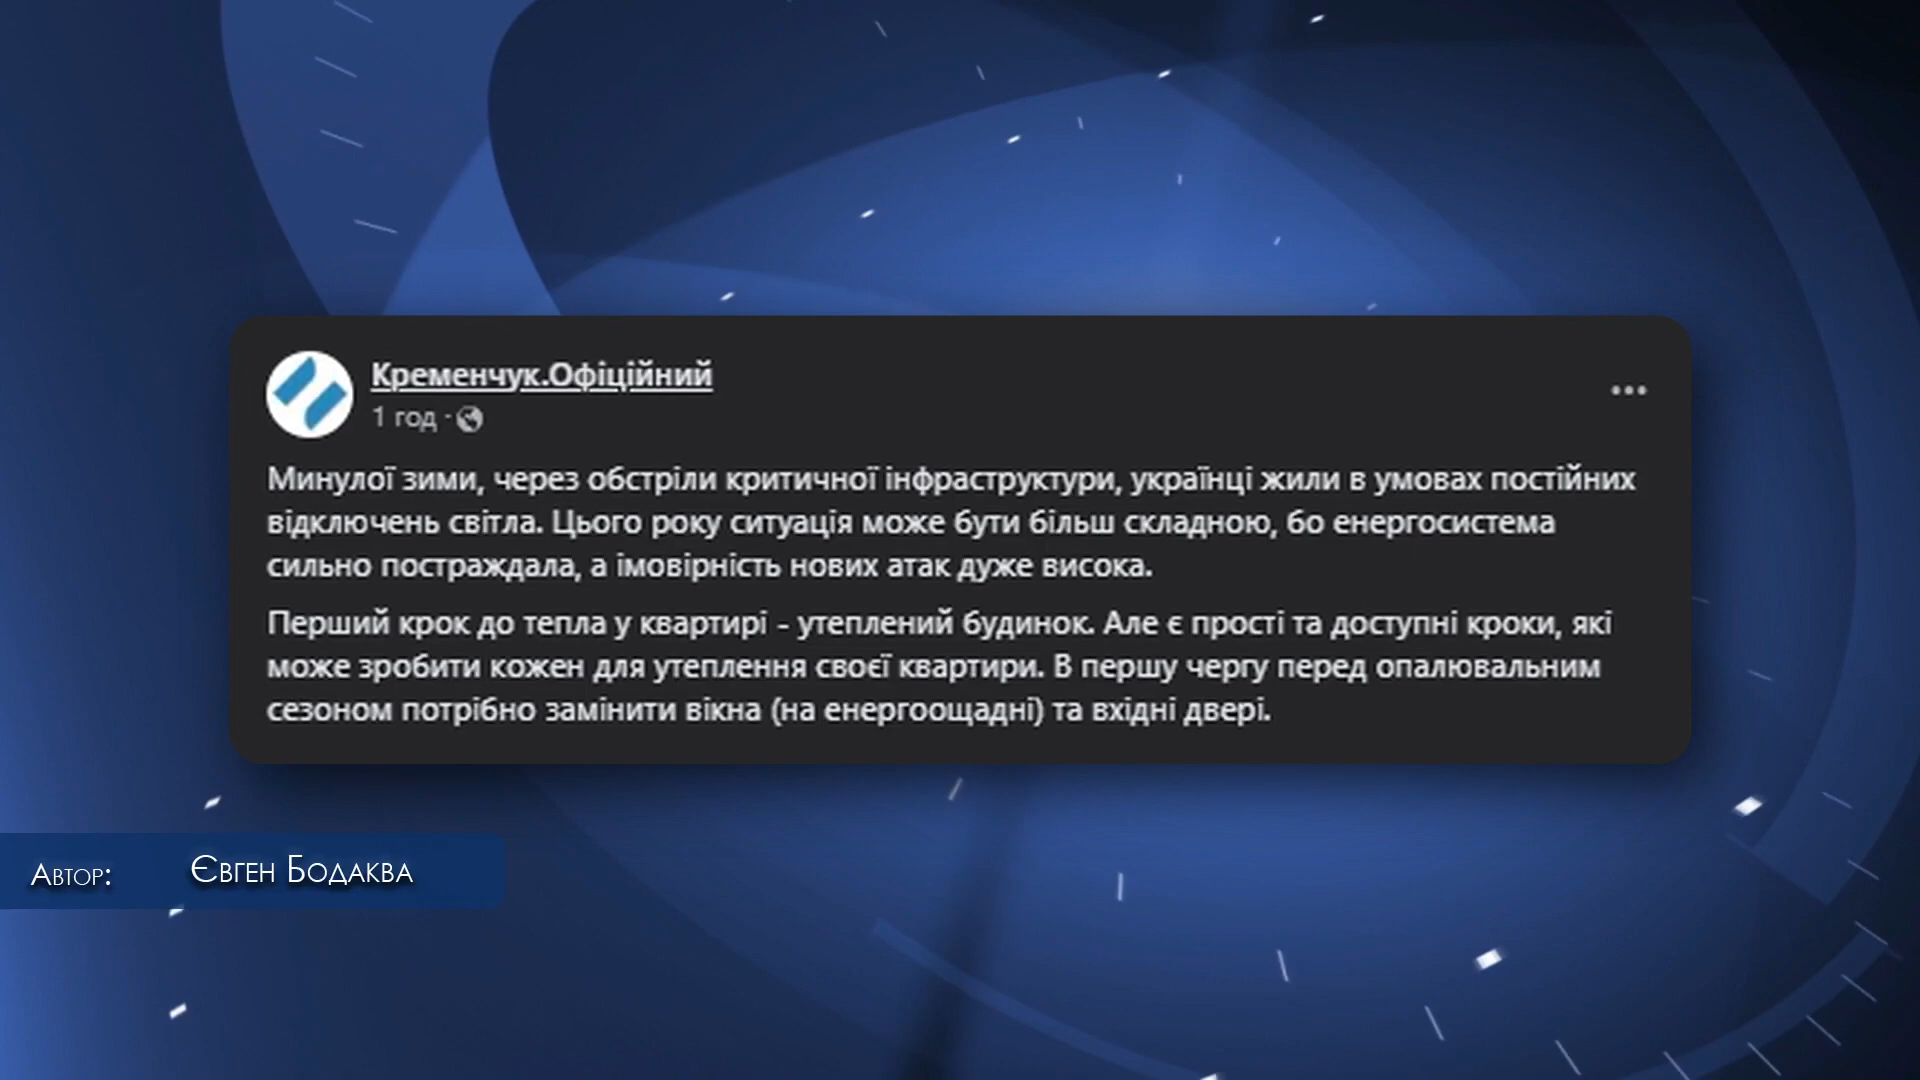 Кременчук.Офіційний
1 год ·
Минулої зими, через обстріли критичної інфраструктури, українці жили в умовах постійних
відключень світла. Цього року ситуація може бути більш складною, бо енергосистема
сильно постраждала, а імовірність нових атак дуже висока.
Перший крок до тепла у квартирі - утеплений будинок. Але є прості та доступні кроки, які
може зробити кожен для утеплення своєї квартири. В першу чергу перед опалювальним
сезоном потрібно замінити вікна (на енергоощадні) та вхідні двері.
Автор: Євген Бодаква